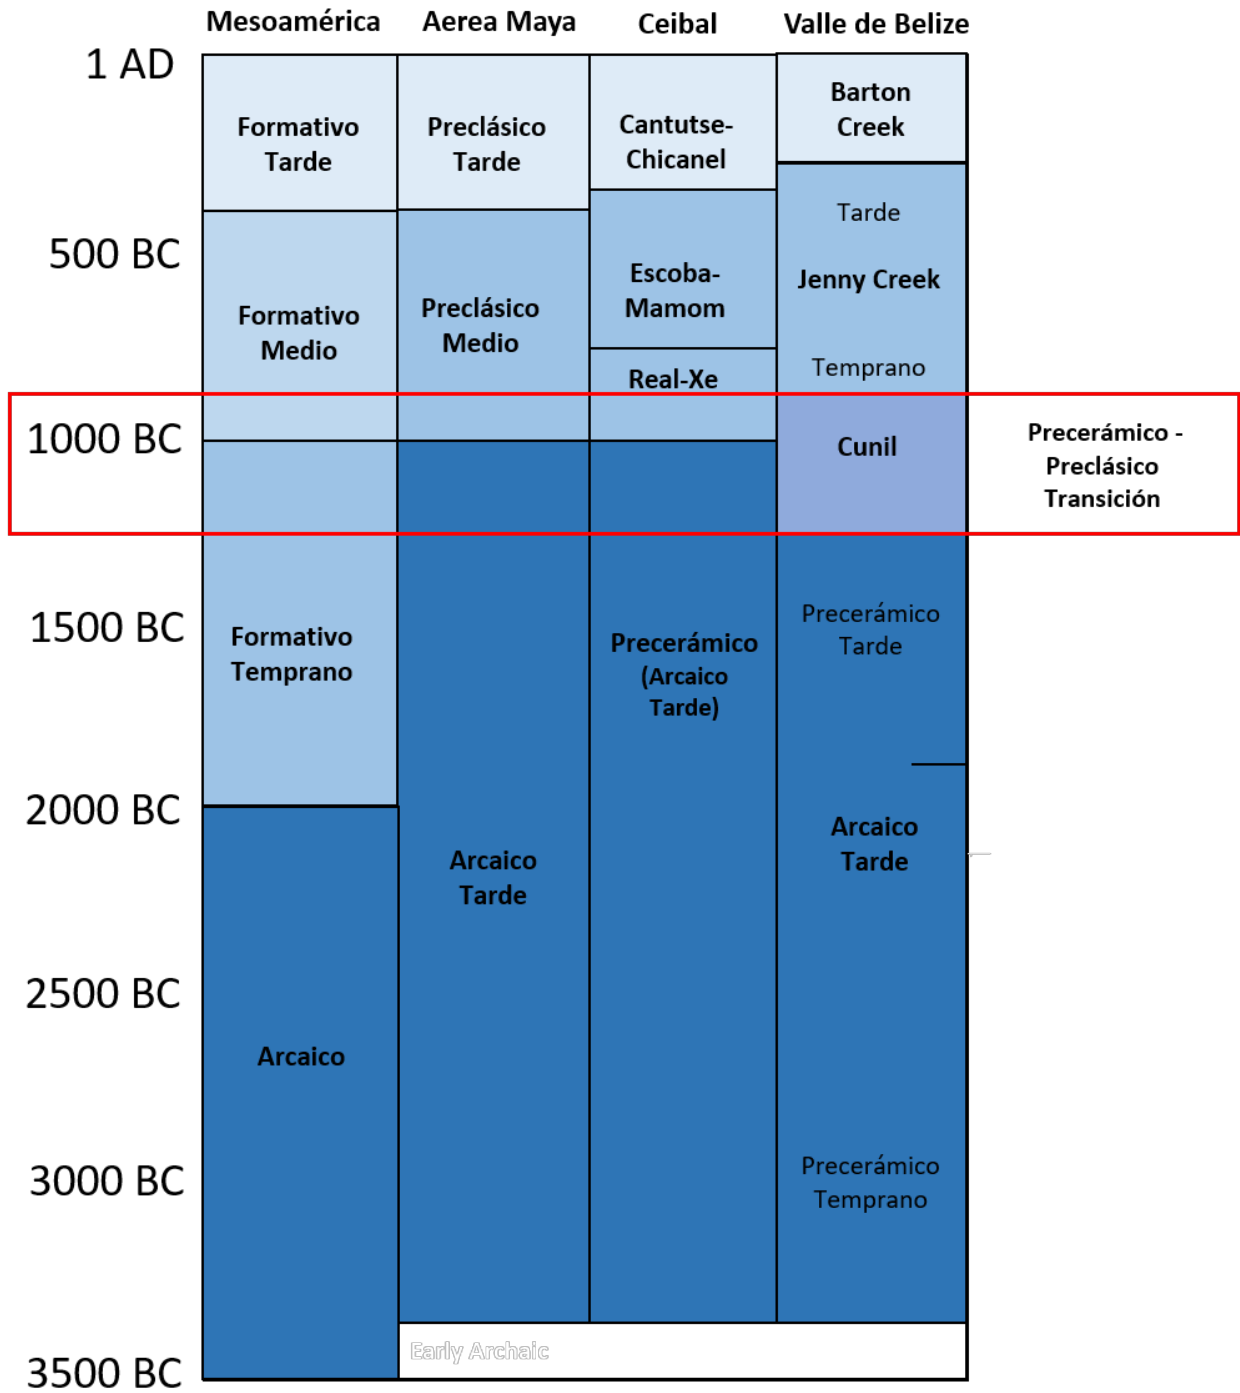 Mesoamérica
Aerea Maya
Ceibal
Valle de Belize
1 AD
500 BC
1000 BC
1500 BC
2000 BC
2500 BC
3000 BC
3500 BC
Formativo
Tarde
Formativo
Medio
Formativo
Temprano
Arcaico
Preclásico
Tarde
Preclásico
Medio
Arcaico
Tarde
Cantutse-
Chicanel
Escoba-
Mamom
Real-Xe
Precerámico
(Arcaico
Tarde)
Barton
Creek
Tarde
Jenny Creek
Temprano
Cunil
Precerámico
Tarde
Arcaico
Tarde
Precerámico
Temprano
Precerámico -
Preclásico
Transición
Early Archaic